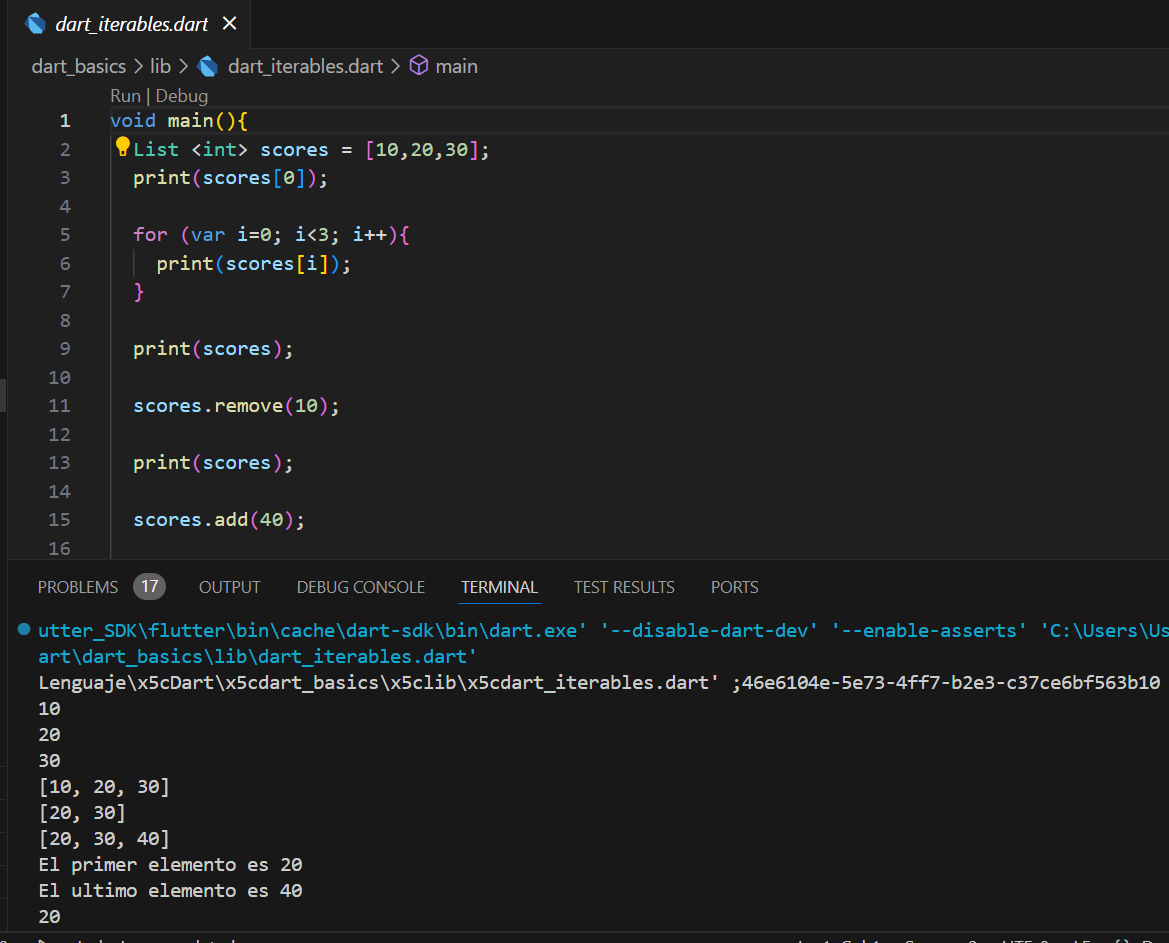 dart_iterables.dart
dart_basics > lib > dart_iterables.dart > main
Run | Debug
1 void main(){
2 List <int> scores = [10,20,30];
3 print(scores[0]);
4
5 for (var i=0; i<3; i++){
6 print(scores[i]);
7 }
8
9 print(scores);
10
11 scores.remove(10);
12
13 print(scores);
14
15 scores.add(40);
16
PROBLEMS 17 OUTPUT DEBUG CONSOLE TERMINAL TEST RESULTS PORTS
utter_SDK\flutter\bin\cache\dart-sdk\bin\dart.exe' '--disable-dart-dev' '--enable-asserts' 'C:\Users\Us
art\dart_basics\lib\dart_iterables.dart'
Lenguaje\x5cDart\x5cdart_basics\x5clib\x5cdart_iterables.dart' ;46e6104e-5e73-4ff7-b2e3-c37ce6bf563b10
10
20
30
[10, 20, 30]
[20, 30]
[20, 30, 40]
El primer elemento es 20
El ultimo elemento es 40
20